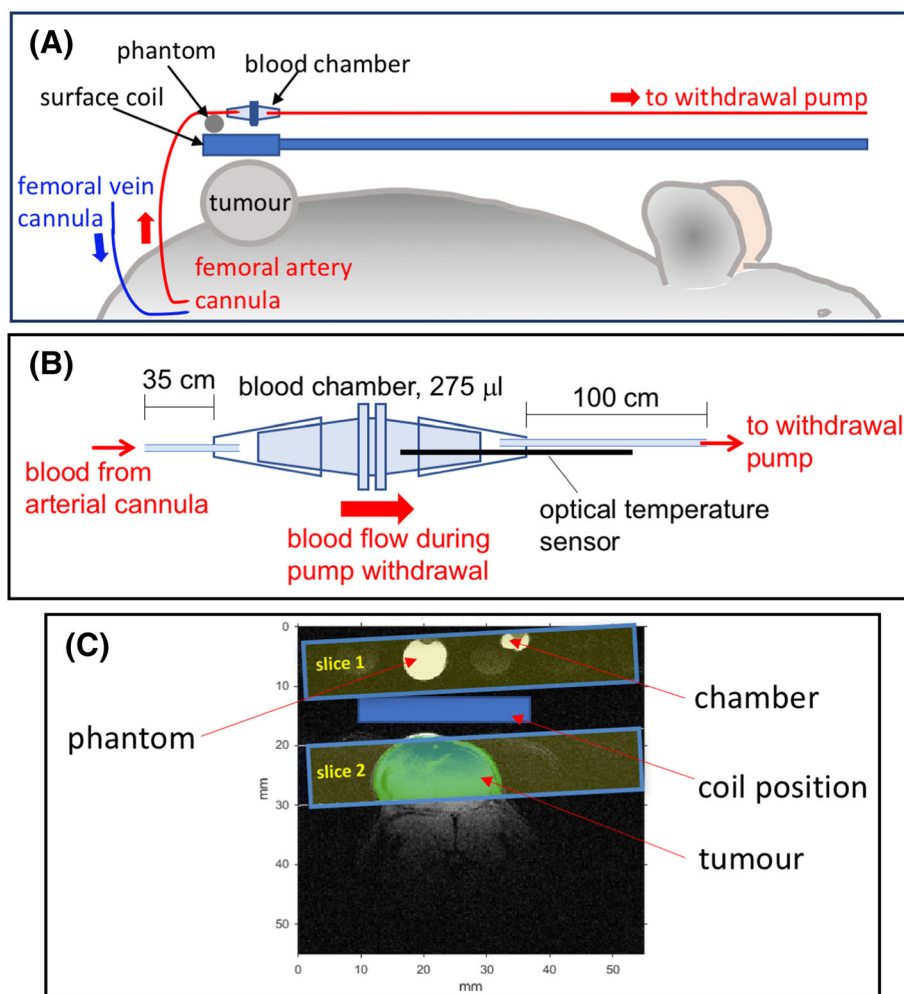 (A)
phantom
blood chamber
surface coil
to withdrawal pump
femoral vein
cannula
tumour
femoral artery
cannula
(B)
35 cm
blood chamber, 275 μl
100 cm
to withdrawal
pump
blood from
arterial cannula
optical temperature
sensor
blood flow during
pump withdrawal
(C)
0
slice 1
10
chamber
phantom
20
slice 2
coil position
mm
30
tumour
40
50
0 10 20 30 40 50
mm